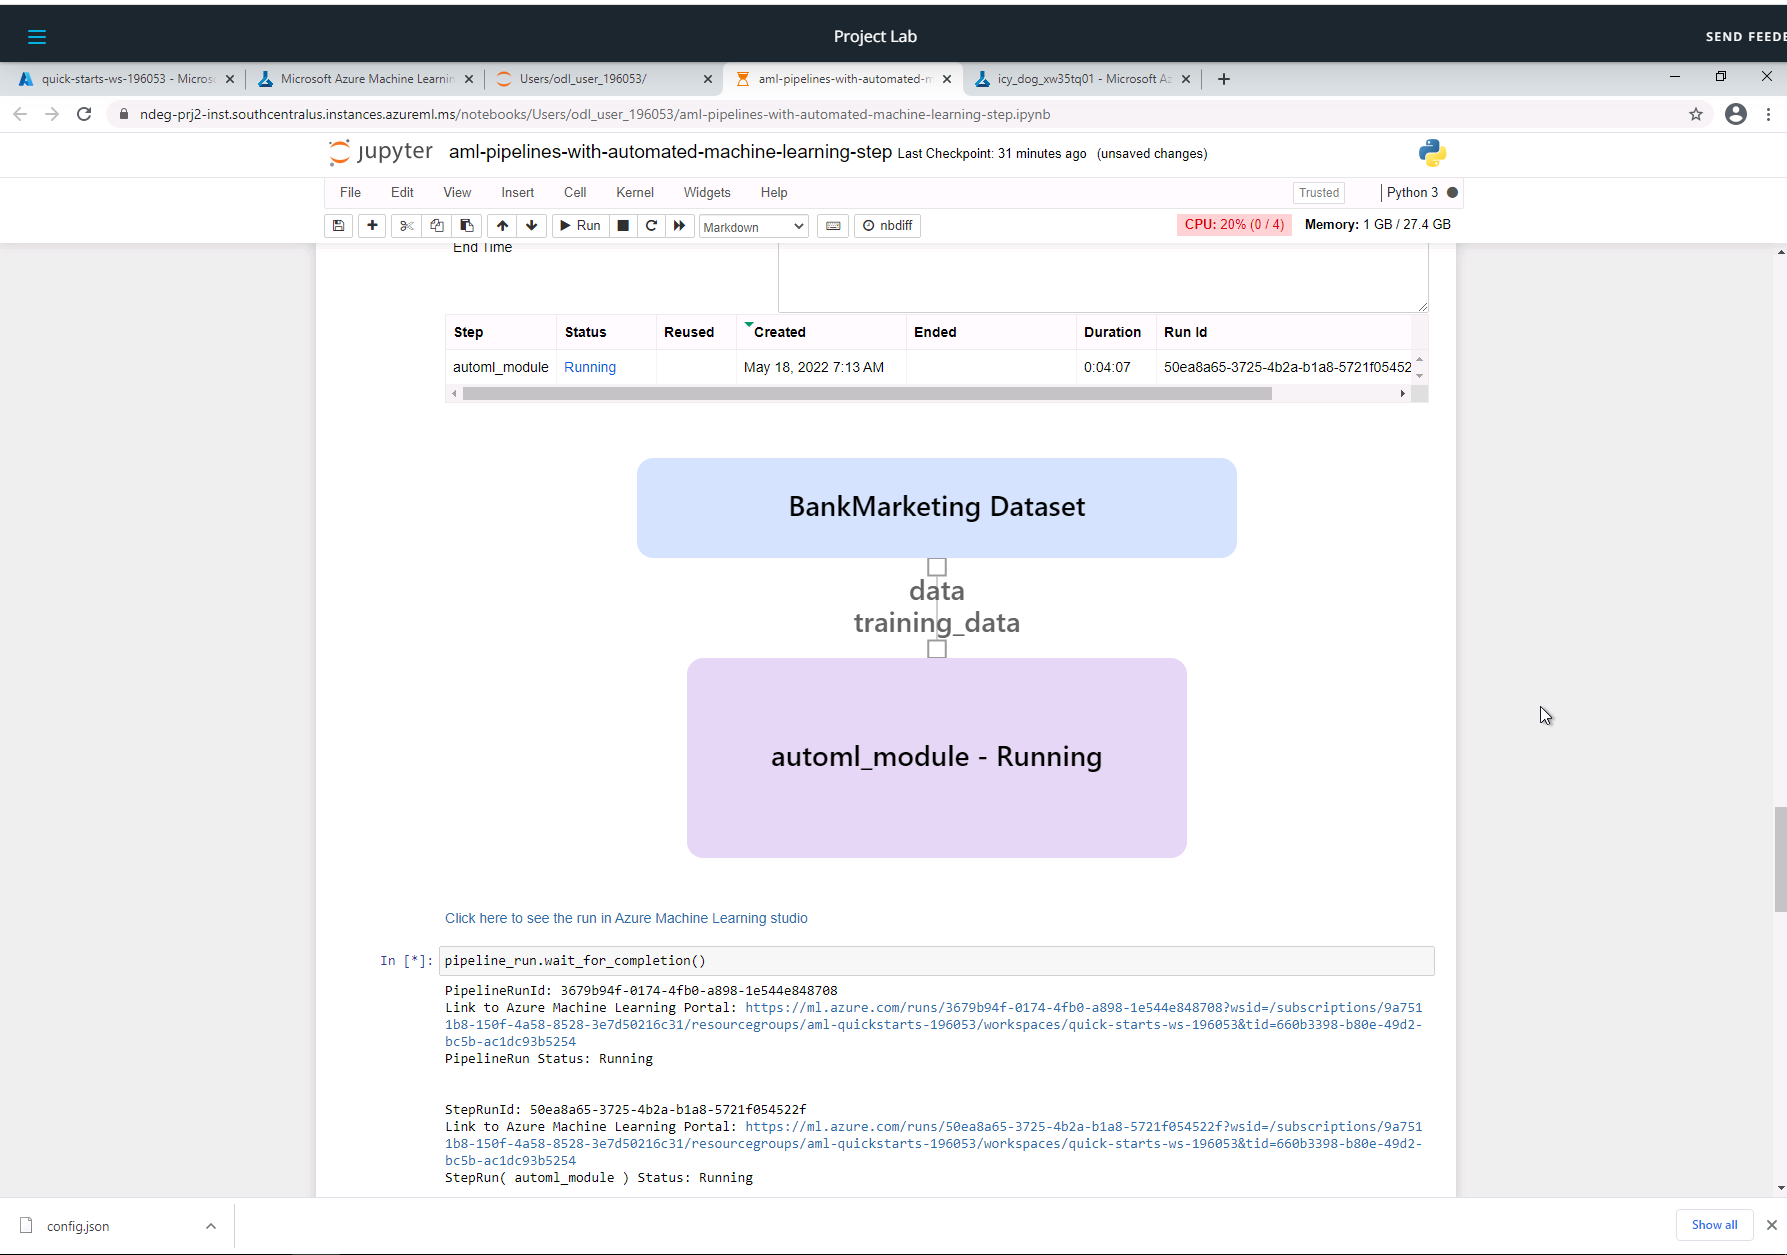 Project Lab
SEND FEEDE
quick-starts-ws-196053 - Micros
Microsoft Azure Machine Learnin
Users/odl_user_196053/
aml-pipelines-with-automated-m
icy_dog_xw35tq01 - Microsoft Az
ndeg-prj2-inst.southcentralus.instances.azureml.ms/notebooks/Users/odl_user_196053/aml-pipelines-with-automated-machine-learning-step.ipynb
jupyter aml-pipelines-with-automated-machine-learning-step Last Checkpoint: 31 minutes ago (unsaved changes)
File Edit View Insert Cell Kernel Widgets Help Trusted Python 3
Run Markdown nbdiff CPU: 20% (0 / 4) Memory: 1 GB / 27.4 GB
End Time
Step Status Reused Created Ended Duration Run Id
automl_module Running May 18, 2022 7:13 AM 0:04:07 50ea8a65-3725-4b2a-b1a8-5721f05452
BankMarketing Dataset
data
training_data
automl_module - Running
Click here to see the run in Azure Machine Learning studio
In [*]: pipeline_run.wait_for_completion()
PipelineRunId: 3679b94f-0174-4fb0-a898-1e544e848708
Link to Azure Machine Learning Portal: https://ml.azure.com/runs/3679b94f-0174-4fb0-a898-1e544e848708?wsid=/subscriptions/9a751
1b8-150f-4a58-8528-3e7d50216c31/resourcegroups/aml-quickstarts-196053/workspaces/quick-starts-ws-196053&tid=660b3398-b80e-49d2-
bc5b-ac1dc93b5254
PipelineRun Status: Running
StepRunId: 50ea8a65-3725-4b2a-b1a8-5721f054522f
Link to Azure Machine Learning Portal: https://ml.azure.com/runs/50ea8a65-3725-4b2a-b1a8-5721f054522f?wsid=/subscriptions/9a751
1b8-150f-4a58-8528-3e7d50216c31/resourcegroups/aml-quickstarts-196053/workspaces/quick-starts-ws-196053&tid=660b3398-b80e-49d2-
bc5b-ac1dc93b5254
StepRun( automl_module ) Status: Running
config.json
Show all